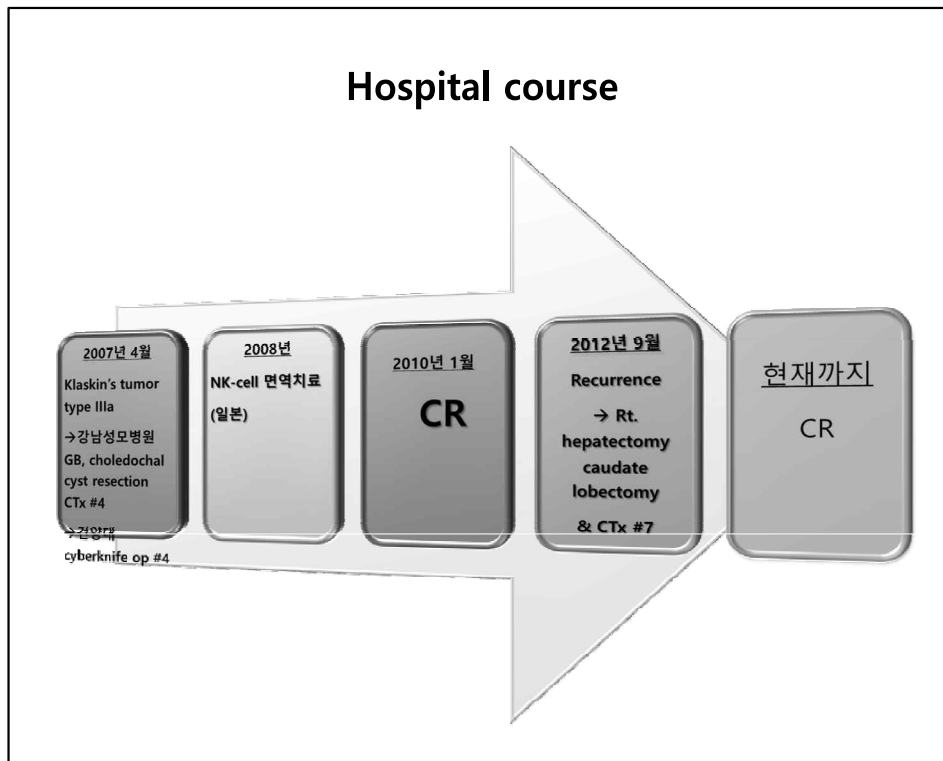 Hospital course
2007년 4월
Klaskin's tumor
type IIIa
→강남성모병원
GB, choledochal
cyst resection
CTx #4
→건양대
cyberknife op #4
2008년
NK-cell 면역치료
(일본)
2010년 1월
CR
2012년 9월
Recurrence
→ Rt.
hepatectomy
caudate
lobectomy
& CTx #7
현재까지
CR